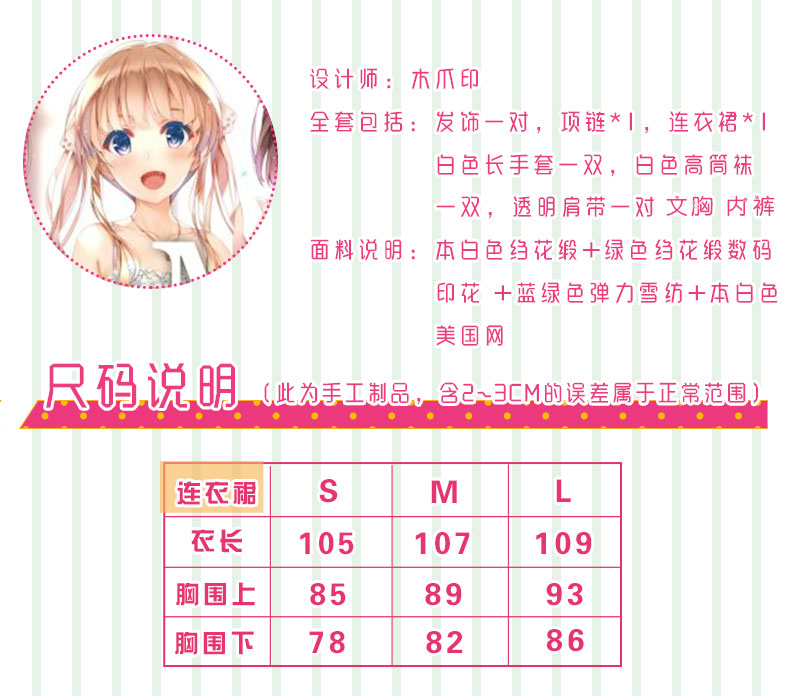 设计师：木爪印
全套包括：发饰一对，项链*1，连衣裙*1
白色长手套一双，白色高筒袜
一双，透明肩带一对 文胸 内裤
面料说明：本白色绉花缎+绿色绉花缎数码
印花 +蓝绿色弹力雪纺+本白色
美国网
尺码说明（此为手工制品，含2~3CM的误差属于正常范围）
连衣裙 S M L
衣长 105 107 109
胸围上 85 89 93
胸围下 78 82 86